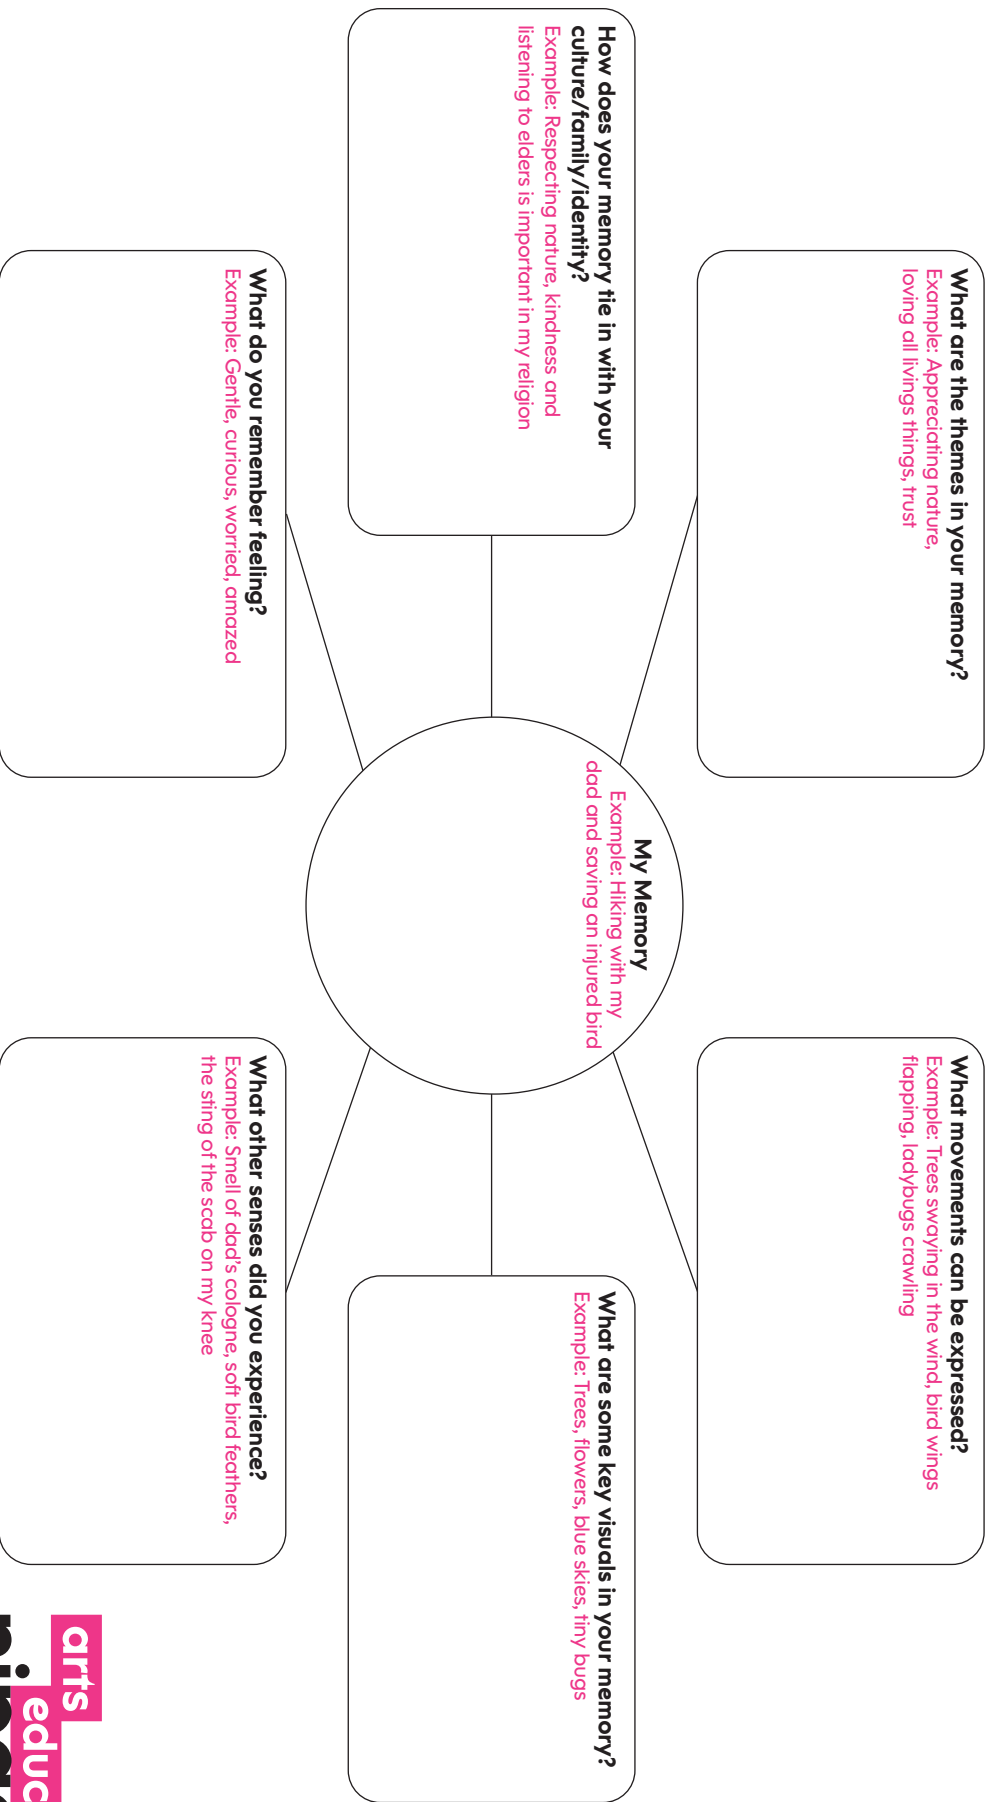 What are the themes in your memory?
Example: Appreciating nature,
loving all livings things, trust
What movements can be expressed?
Example: Trees swaying in the wind, bird wings
flapping, ladybugs crawling
How does your memory tie in with your
culture/family/identity?
Example: Respecting nature, kindness and
listening to elders is important in my religion
My Memory
Example: Hiking with my
dad and saving an injured bird
What are some key visuals in your memory?
Example: Trees, flowers, blue skies, tiny bugs
What do you remember feeling?
Example: Gentle, curious, worried, amazed
What other senses did you experience?
Example: Smell of dad's cologne, soft bird feathers,
the sting of the scab on my knee
arts
educ